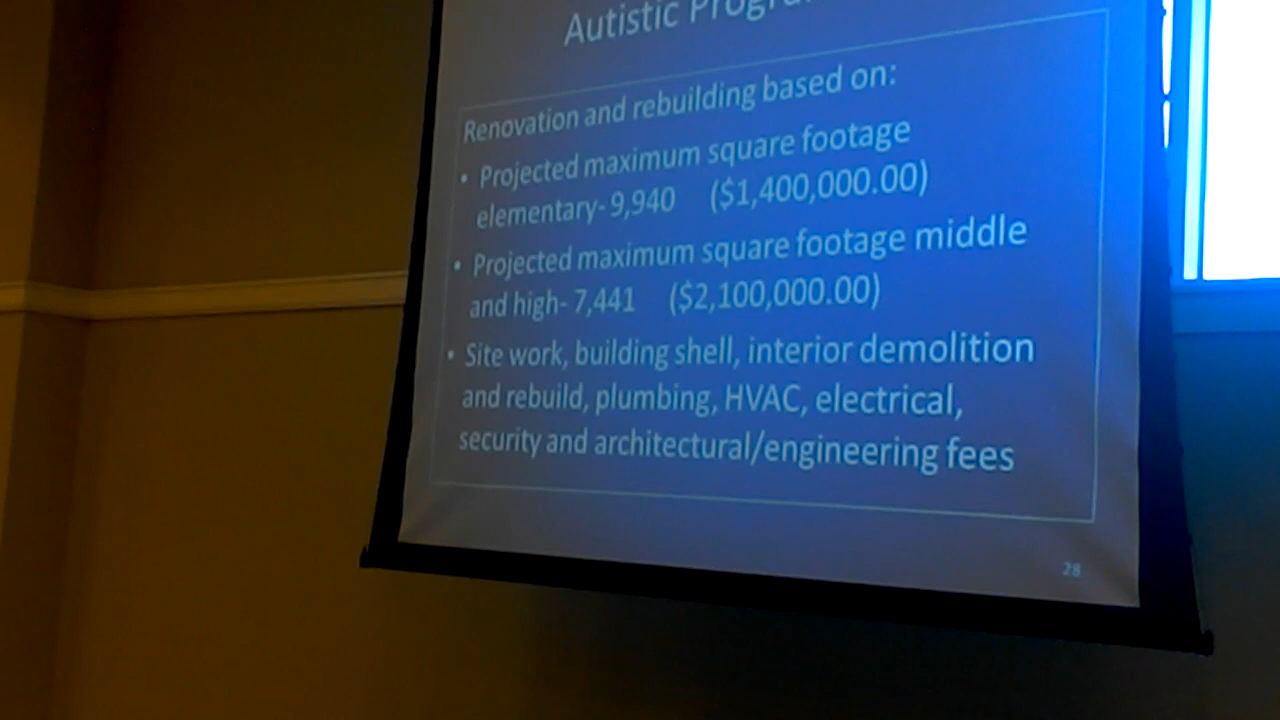 Autistic
Renovation and rebuilding based on:
• Projected maximum square footage
elementary- 9,940 ($1,400,000.00)
• Projected maximum square footage middle
and high- 7,441 ($2,100,000.00)
• Site work, building shell, interior demolition
and rebuild, plumbing, HVAC, electrical,
security and architectural/engineering fees
28